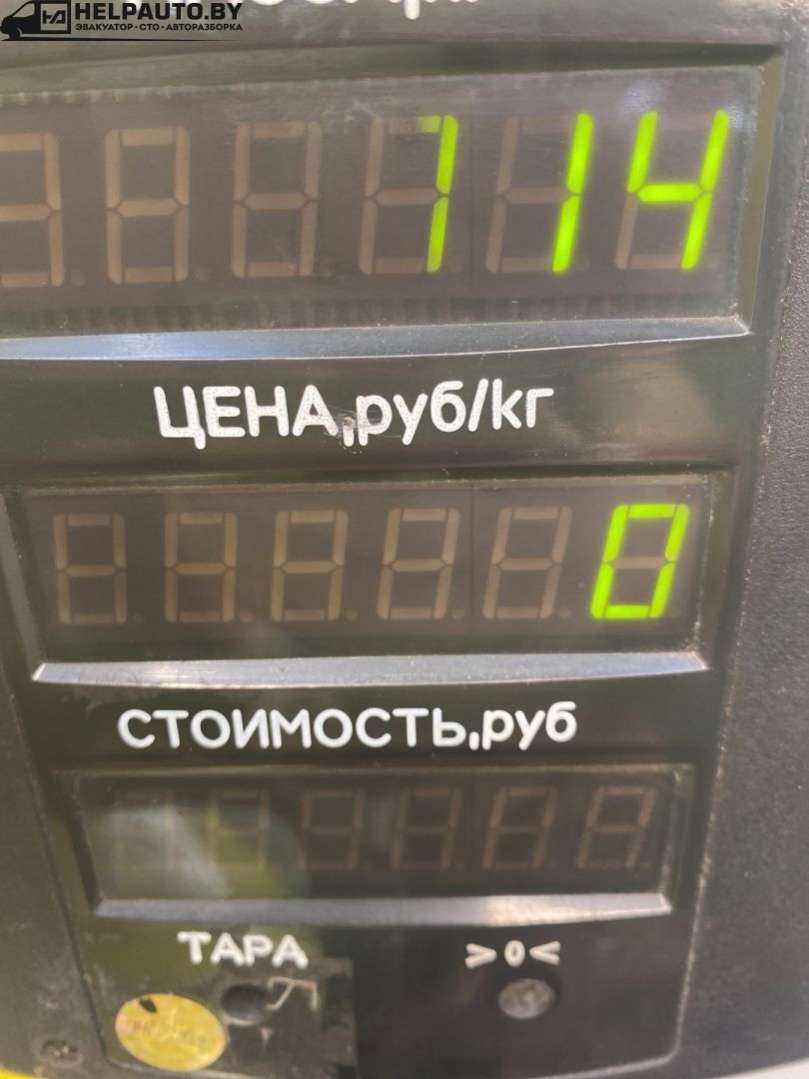 HELPAUTO.BY
ЭВАКУАТОР · СТО · АВТОРАЗБОРКА
714
ЦЕНА,руб/кг
0
СТОИМОСТЬ,руб
ТАРА
>0<